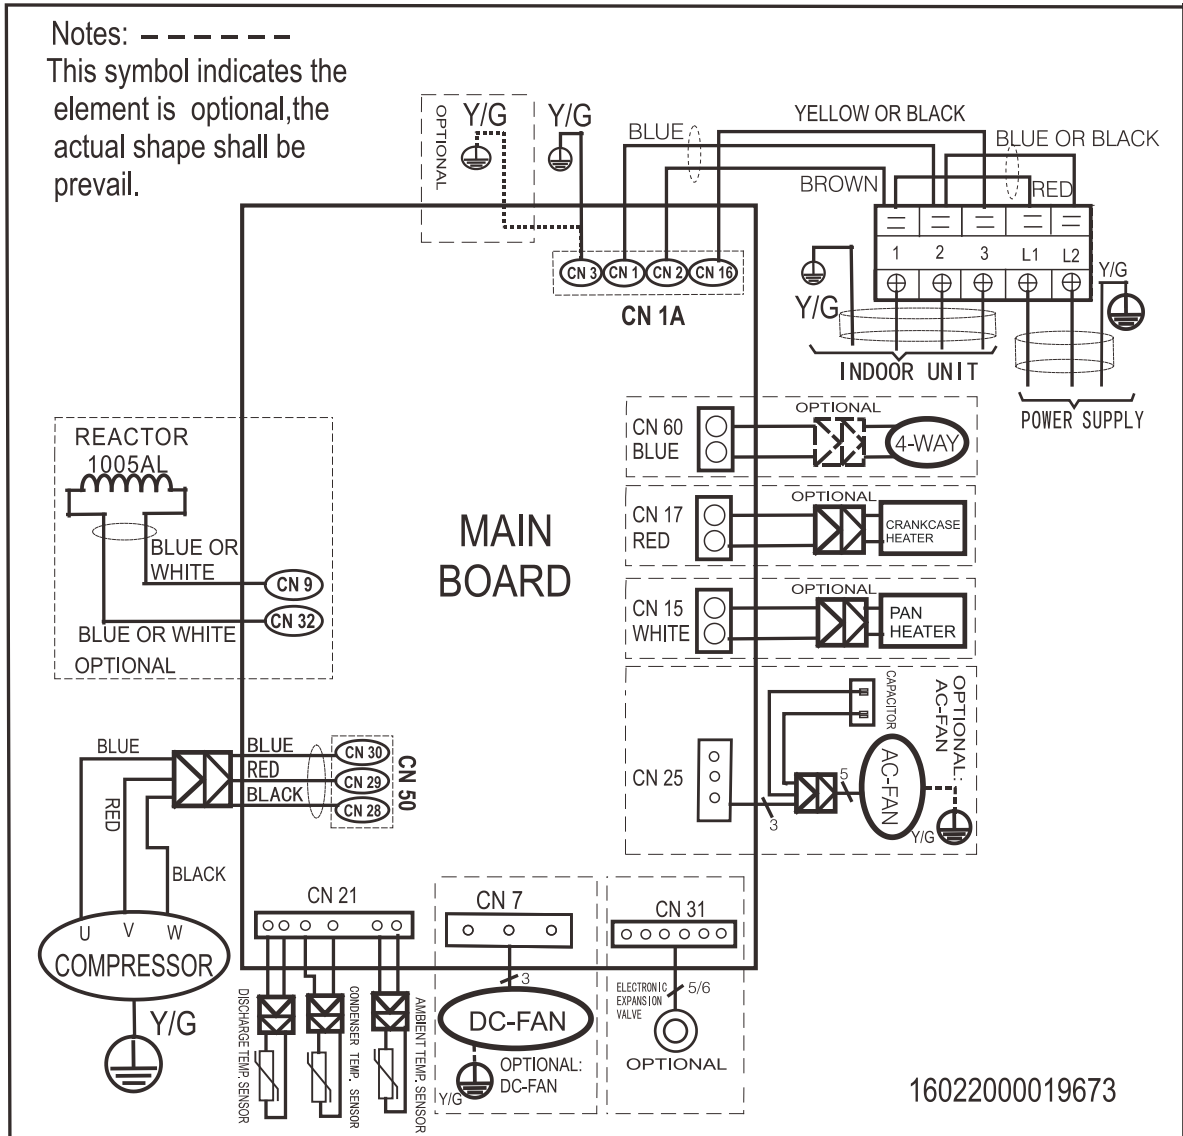 Notes:
This symbol indicates the
element is optional,the
actual shape shall be
prevail.
OPTIONAL
Y/G
Y/G
BLUE
YELLOW OR BLACK
BLUE OR BLACK
BROWN
RED
1 2 3 L1 L2
Y/G
Y/G
INDOOR UNIT
POWER SUPPLY
CN 3 CN 1 CN 2 CN 16
CN 1A
REACTOR
1005AL
BLUE OR
WHITE
CN 9
CN 32
BLUE OR WHITE
OPTIONAL
MAIN
BOARD
CN 60
BLUE
OPTIONAL
4-WAY
CN 17
RED
OPTIONAL
CRANKCASE
HEATER
CN 15
WHITE
OPTIONAL
PAN
HEATER
CN 25
3
5
CAPACITOR
AC-FAN
OPTIONAL:
AC-FAN
Y/G
BLUE
RED
BLACK
BLUE
RED
BLACK
CN 30
CN 29
CN 28
CN 50
U V W
COMPRESSOR
Y/G
CN 21
DISCHARGE TEMP. SENSOR
CONDENSER TEMP. SENSOR
AMBIENT TEMP. SENSOR
CN 7
3
DC-FAN
OPTIONAL:
DC-FAN
Y/G
CN 31
ELECTRONIC
EXPANSION
VALVE
5/6
OPTIONAL
16022000019673